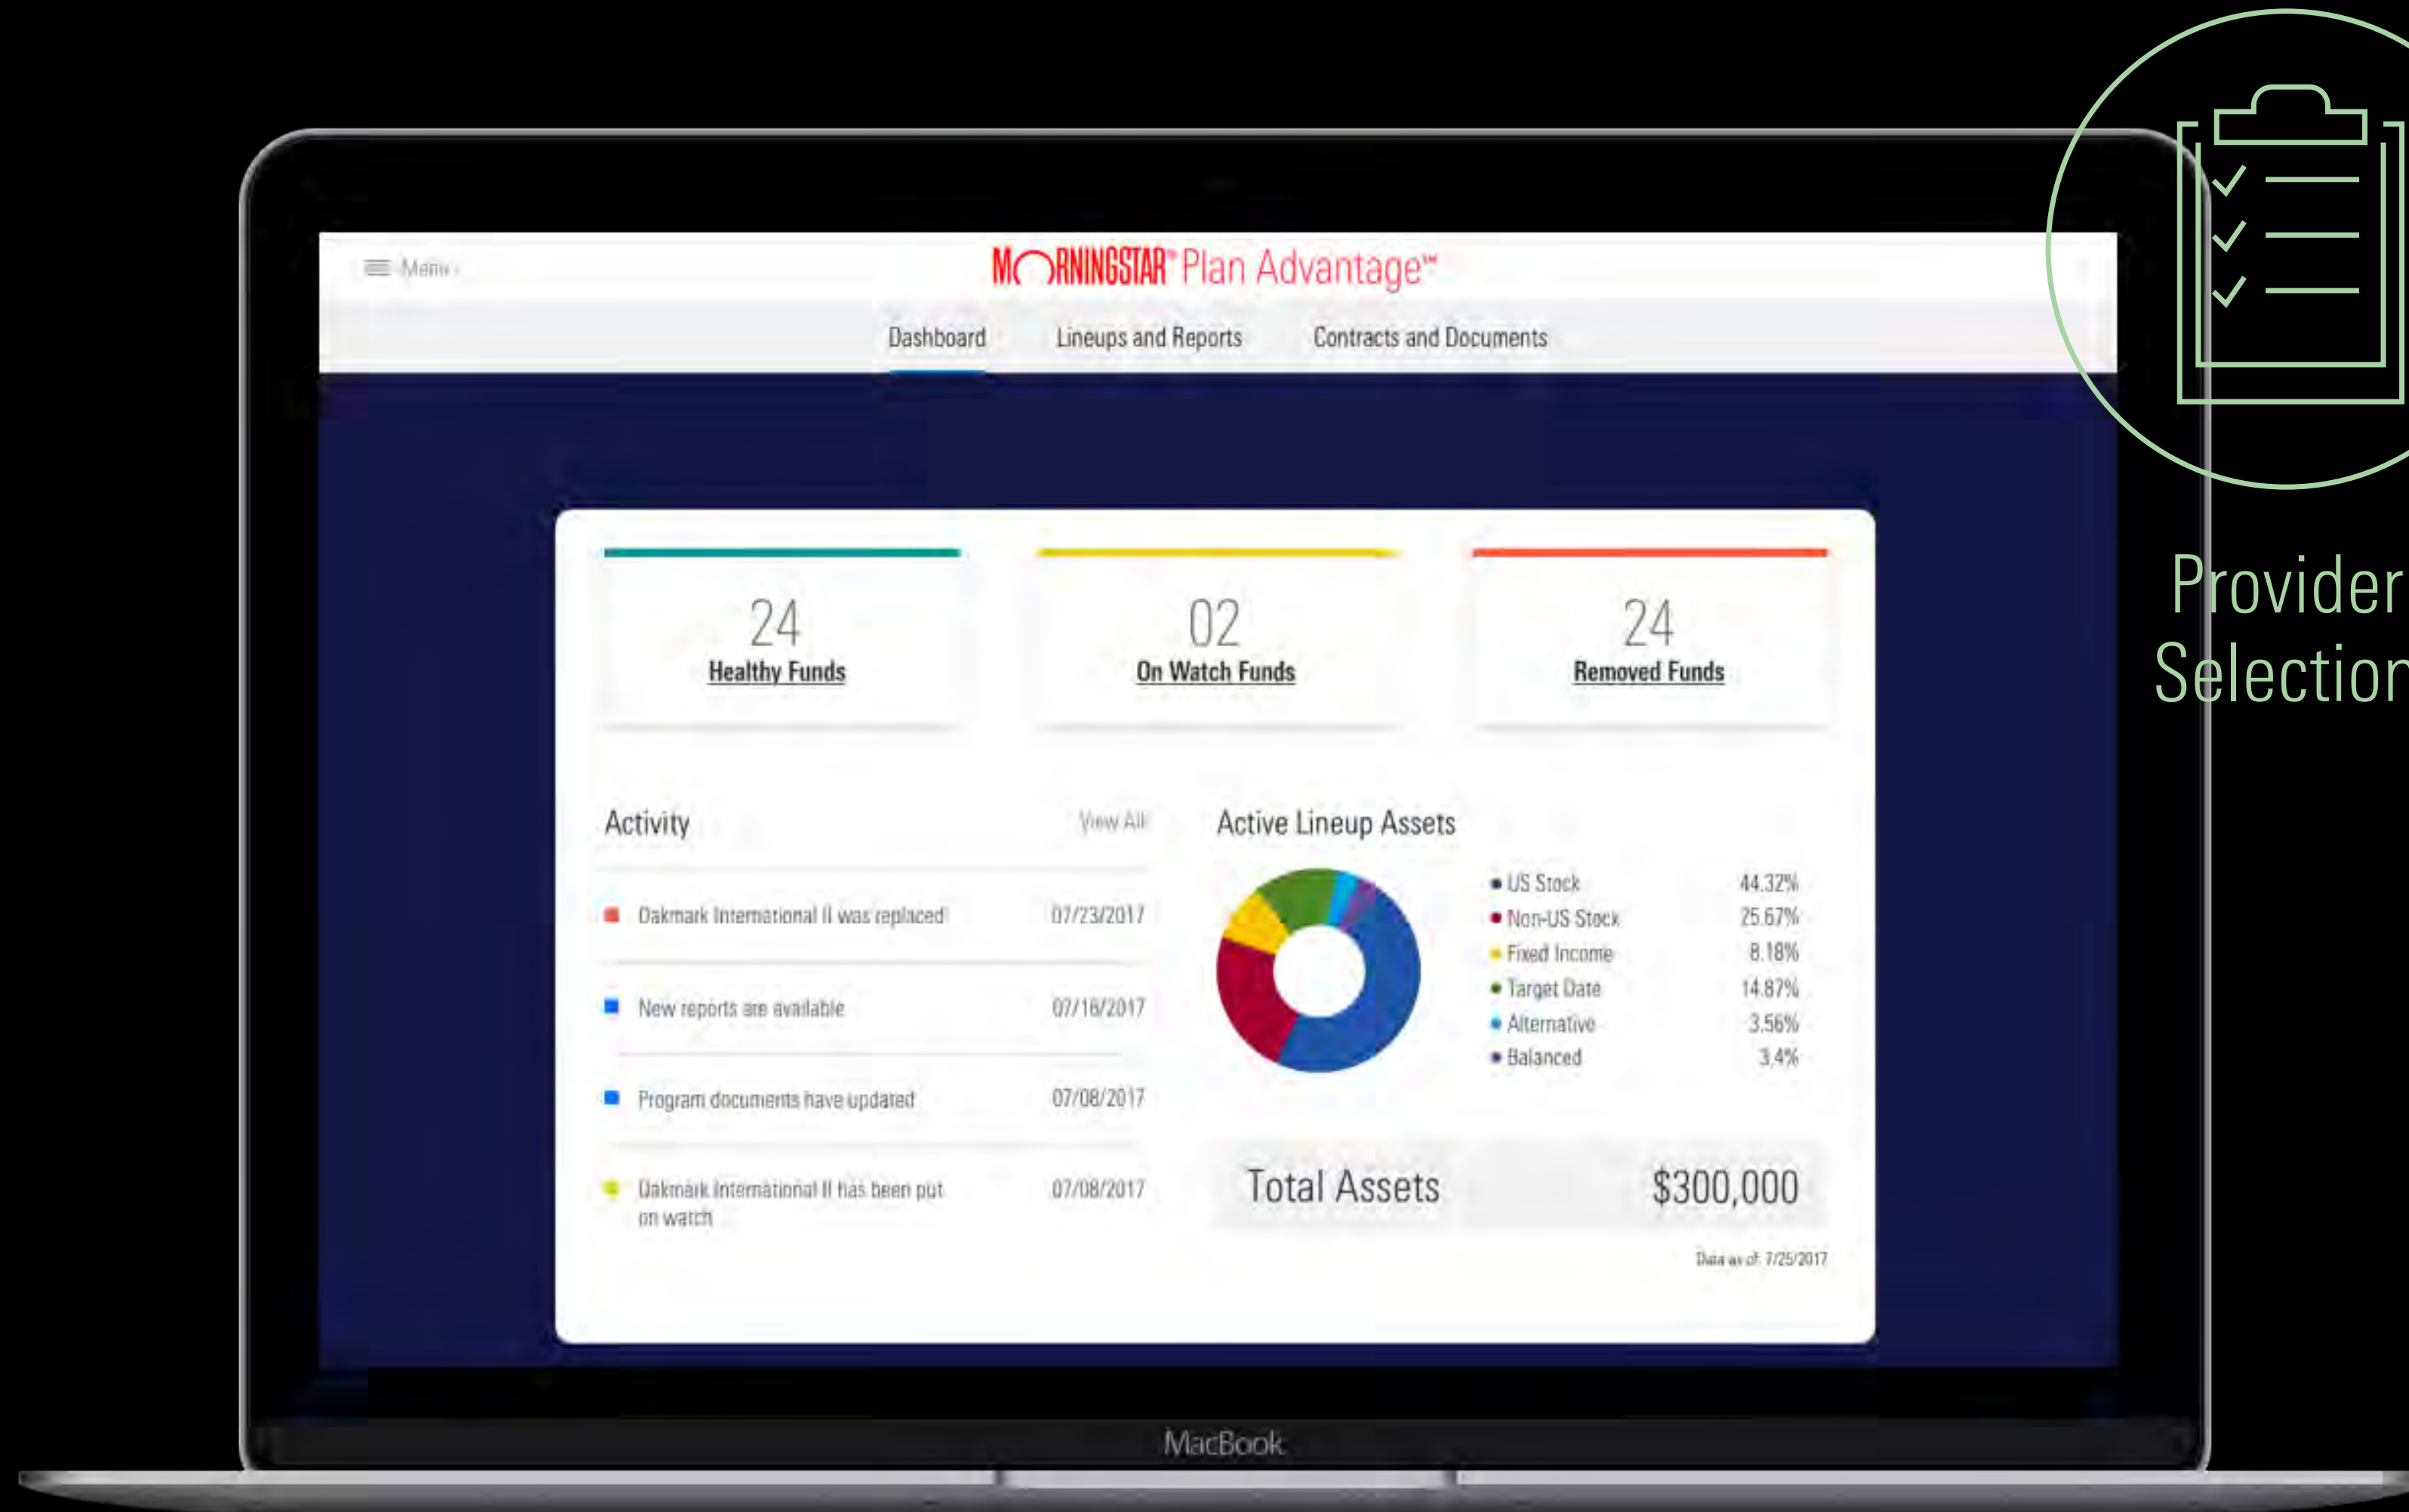 Menu
MORNINGSTAR™ Plan Advantage℠
Dashboard Lineups and Reports Contracts and Documents
24
Healthy Funds
02
On Watch Funds
24
Removed Funds
Activity View All
Oakmark International II was replaced 07/23/2017
New reports are available 07/16/2017
Program documents have updated 07/08/2017
Oakmark International II has been put
on watch 07/08/2017
Active Lineup Assets
US Stock 44.32%
Non-US Stock 25.67%
Fixed Income 8.18%
Target Date 14.87%
Alternative 3.56%
Balanced 3.4%
Total Assets $300,000
Data as of: 7/25/2017
MacBook
Provider
Selection